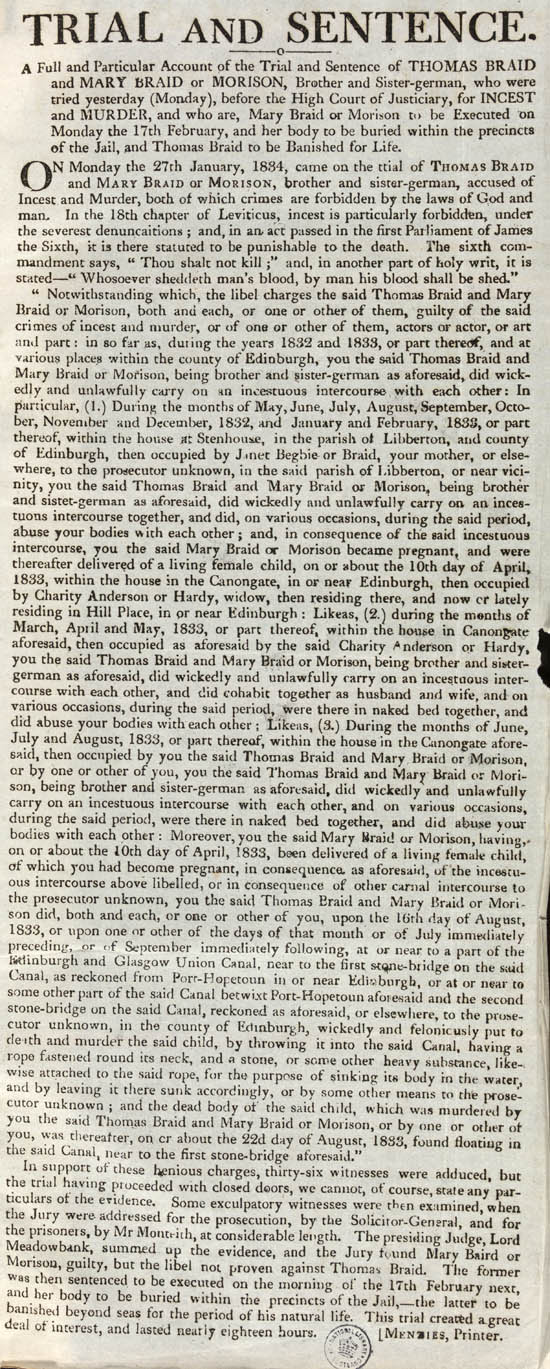 TRIAL AND SENTENCE.
A Full and Particular Account of the Trial and Sentence of THOMAS BRAID
and MARY BRAID or MORISON, Brother and Sister-german, who were
tried yesterday (Monday), before the High Court of Justiciary, for INCEST
and MURDER, and who are, Mary Braid or Morison to be Executed on
Monday the 17th February, and her body to be buried within the precincts
of the Jail, and Thomas Braid to be Banished for Life.
ON Monday the 27th January, 1834, came on the ttrial of THOMAS BRAID
and MARY BRAID or MORISON, brother and sister-german, accused of
Incest and Murder, both of which crimes are forbidden by the laws of God and
man. In the 18th chapter of Leviticus, incest is particularly forbidden, under
the severest denuncaitions; and, in an act passed in the first Parliament of James
the Sixth, it is there statuted to be punishable to the death. The sixth com-
mandment says, "Thou shalt not kill;" and, in another part of holy writ, it is
stated—"Whosoever sheddeth man's blood, by man his blood shall be shed."
"Notwithstanding which, the libel charges the said Thomas Braid and Mary
Braid or Morison, both and each, or one or other of them, guilty of the said
crimes of incest and murder, or of one or other of them, actors or actor, or art
and part: in so far as, during the years 1832 and 1833, or part thereof, and at
various places within the county of Edinburgh, you the said Thomas Braid and
Mary Braid or Morison, being brother and sister-german as aforesaid, did wick-
edly and unlawfully carry on an incestuous intercourse with each other: In
particular, (1.) During the months of May, June, July, August, September, Octo-
ber, November and December, 1832, and January and February, 1833, or part
thereof, within the house at Stenhouse, in the parish of Libberton, and county
of Edinburgh, then occupied by Janet Begbie or Braid, your mother, or else-
where, to the prosecutor unknown, in the said parish of Libberton, or near vici-
nity, you the said Thomas Braid and Mary Braid or Morison, being brother
and sistet-german as aforesaid, did wickedly and unlawfully carry on an inces-
tuous intercourse together, and did, on various occasions, during the said period,
abuse your bodies with each other; and, in consequence of the said incestuous
intercourse, you the said Mary Braid or Morison became pregnant, and were
thereafter delivered of a living female child, on or about the 10th day of April,
1833, within the house in the Canongate, in or near Edinburgh, then occupied
by Charity Anderson or Hardy, widow, then residing there, and now or lately
residing in Hill Place, in or near Edinburgh: Likeas, (2.) during the months of
March, April and May, 1833, or part thereof, within the house in Canongate
aforesaid, then occupied as aforesaid by the said Charity Anderson or Hardy,
you the said Thomas Braid and Mary Braid or Morison, being brother and sister-
german as aforesaid, did wickedly and unlawfully carry on an incestuous inter-
course with each other, and did cohabit together as husband and wife, and on
various occasions, during the said period, were there in naked bed together, and
did abuse your bodies with each other; Likeas, (3.) During the months of June,
July and August, 1833, or part thereof, within the house in the Canongate afore-
said, then occupied by you the said Thomas Braid and Mary Braid or Morison,
or by one or other of you, you the said Thomas Braid and Mary Braid or Mori-
son, being brother and sister-german as aforesaid, did wickedly and unlawfully
carry on an incestuous intercourse with each other, and on various occasions,
during the said period, were there in naked bed together, and did abuse your
bodies with each other: Moreover, you the said Mary Braid or Morison, having,
on or about the 10th day of April, 1833, been delivered of a living female child,
of which you had become pregnant, in consequence as aforesaid, of the incestu-
ous intercourse above libelled, or in consequence of other carnal intercourse to
the prosecutor unknown, you the said Thomas Braid and Mary Braid or Mori-
son did, both and each, or one or other of you, upon the 16th day of August,
1833, or upon one or other of the days of that month or of July immediately
preceding, or of September immediately following, at or near to a part of the
Edinburgh and Glasgow Union Canal, near to the first stone-bridge on the said
Canal, as reckoned from Port-Hopetoun in or near Edinburgh, or at or near to
some other part of the said Canal betwixt Port-Hopetoun aforesaid and the second
stone-bridge on the said Canal, reckoned as aforesaid, or elsewhere, to the prose-
cutor unknown, in the county of Edinburgh, wickedly and feloniously put to
death and murder the said child, by throwing it into the said Canal, having a
rope fastened round its neck, and a stone, or some other heavy substance, like-
wise attached to the said rope, for the purpose of sinking its body in the water,
and by leaving it there sunk accordingly, or by some other means to the prose-
cutor unknown; and the dead body of the said child, which was murdered by
you the said Thomas Braid and Mary Braid or Morison, or by one or other of
you, was thereafter, on or about the 22d day of August, 1833, found floating in
the said Canal, near to the first stone-bridge aforesaid."
In support of these henious charges, thirty-six witnesses were adduced, but
the trial having proceeded with closed doors, we cannot, of course, state any par-
ticulars of the evidence. Some exculpatory witnesses were then examined, when
the Jury were addressed for the prosecution, by the Solicitor-General, and for
the prisoners, by Mr Monteith, at considerable length. The presiding Judge, Lord
Meadowbank, summed up the evidence, and the Jury found Mary Baird or
Morison, guilty, but the libel not proven against Thomas Braid. The former
was then sentenced to be executed on the morning of the 17th February next,
and her body to be buried within the precincts of the Jail,—the latter to be
banished beyond seas for the period of his natural life. This trial created a great
deal of interest, and lasted nearly eighteen hours. [MENZIES, Printer.